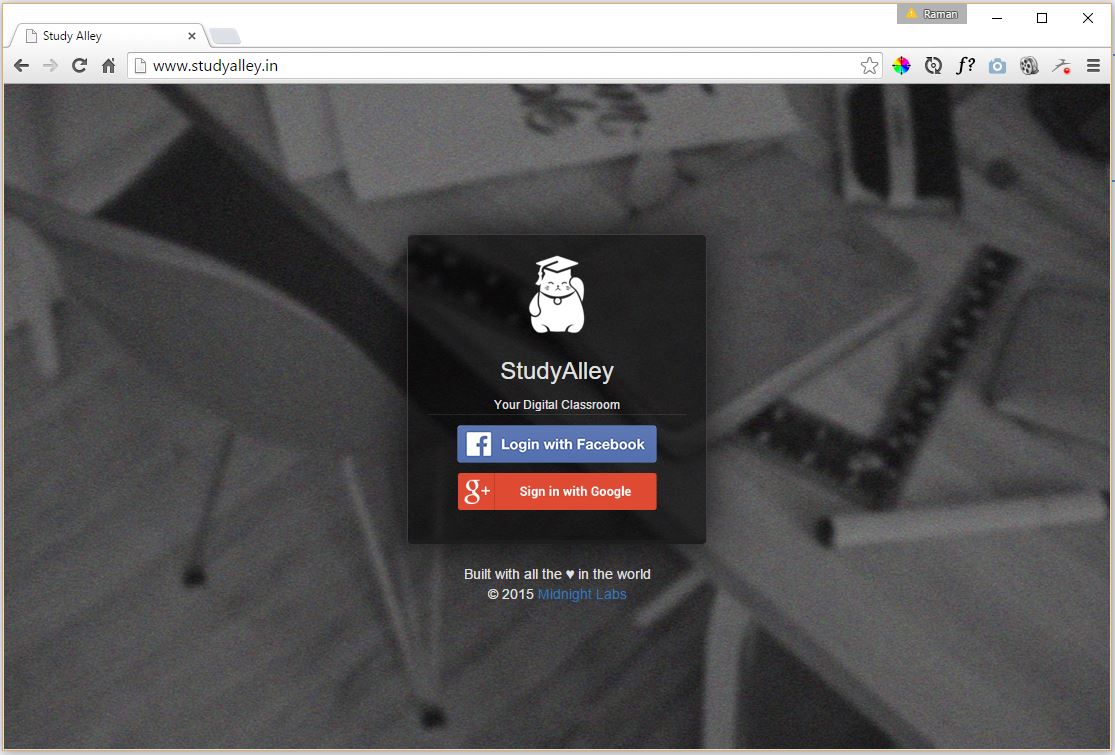 Raman
Study Alley
www.studyalley.in
f?
StudyAlley
Your Digital Classroom
Login with Facebook
g+ Sign in with Google
Built with all the ♥ in the world
© 2015 Midnight Labs